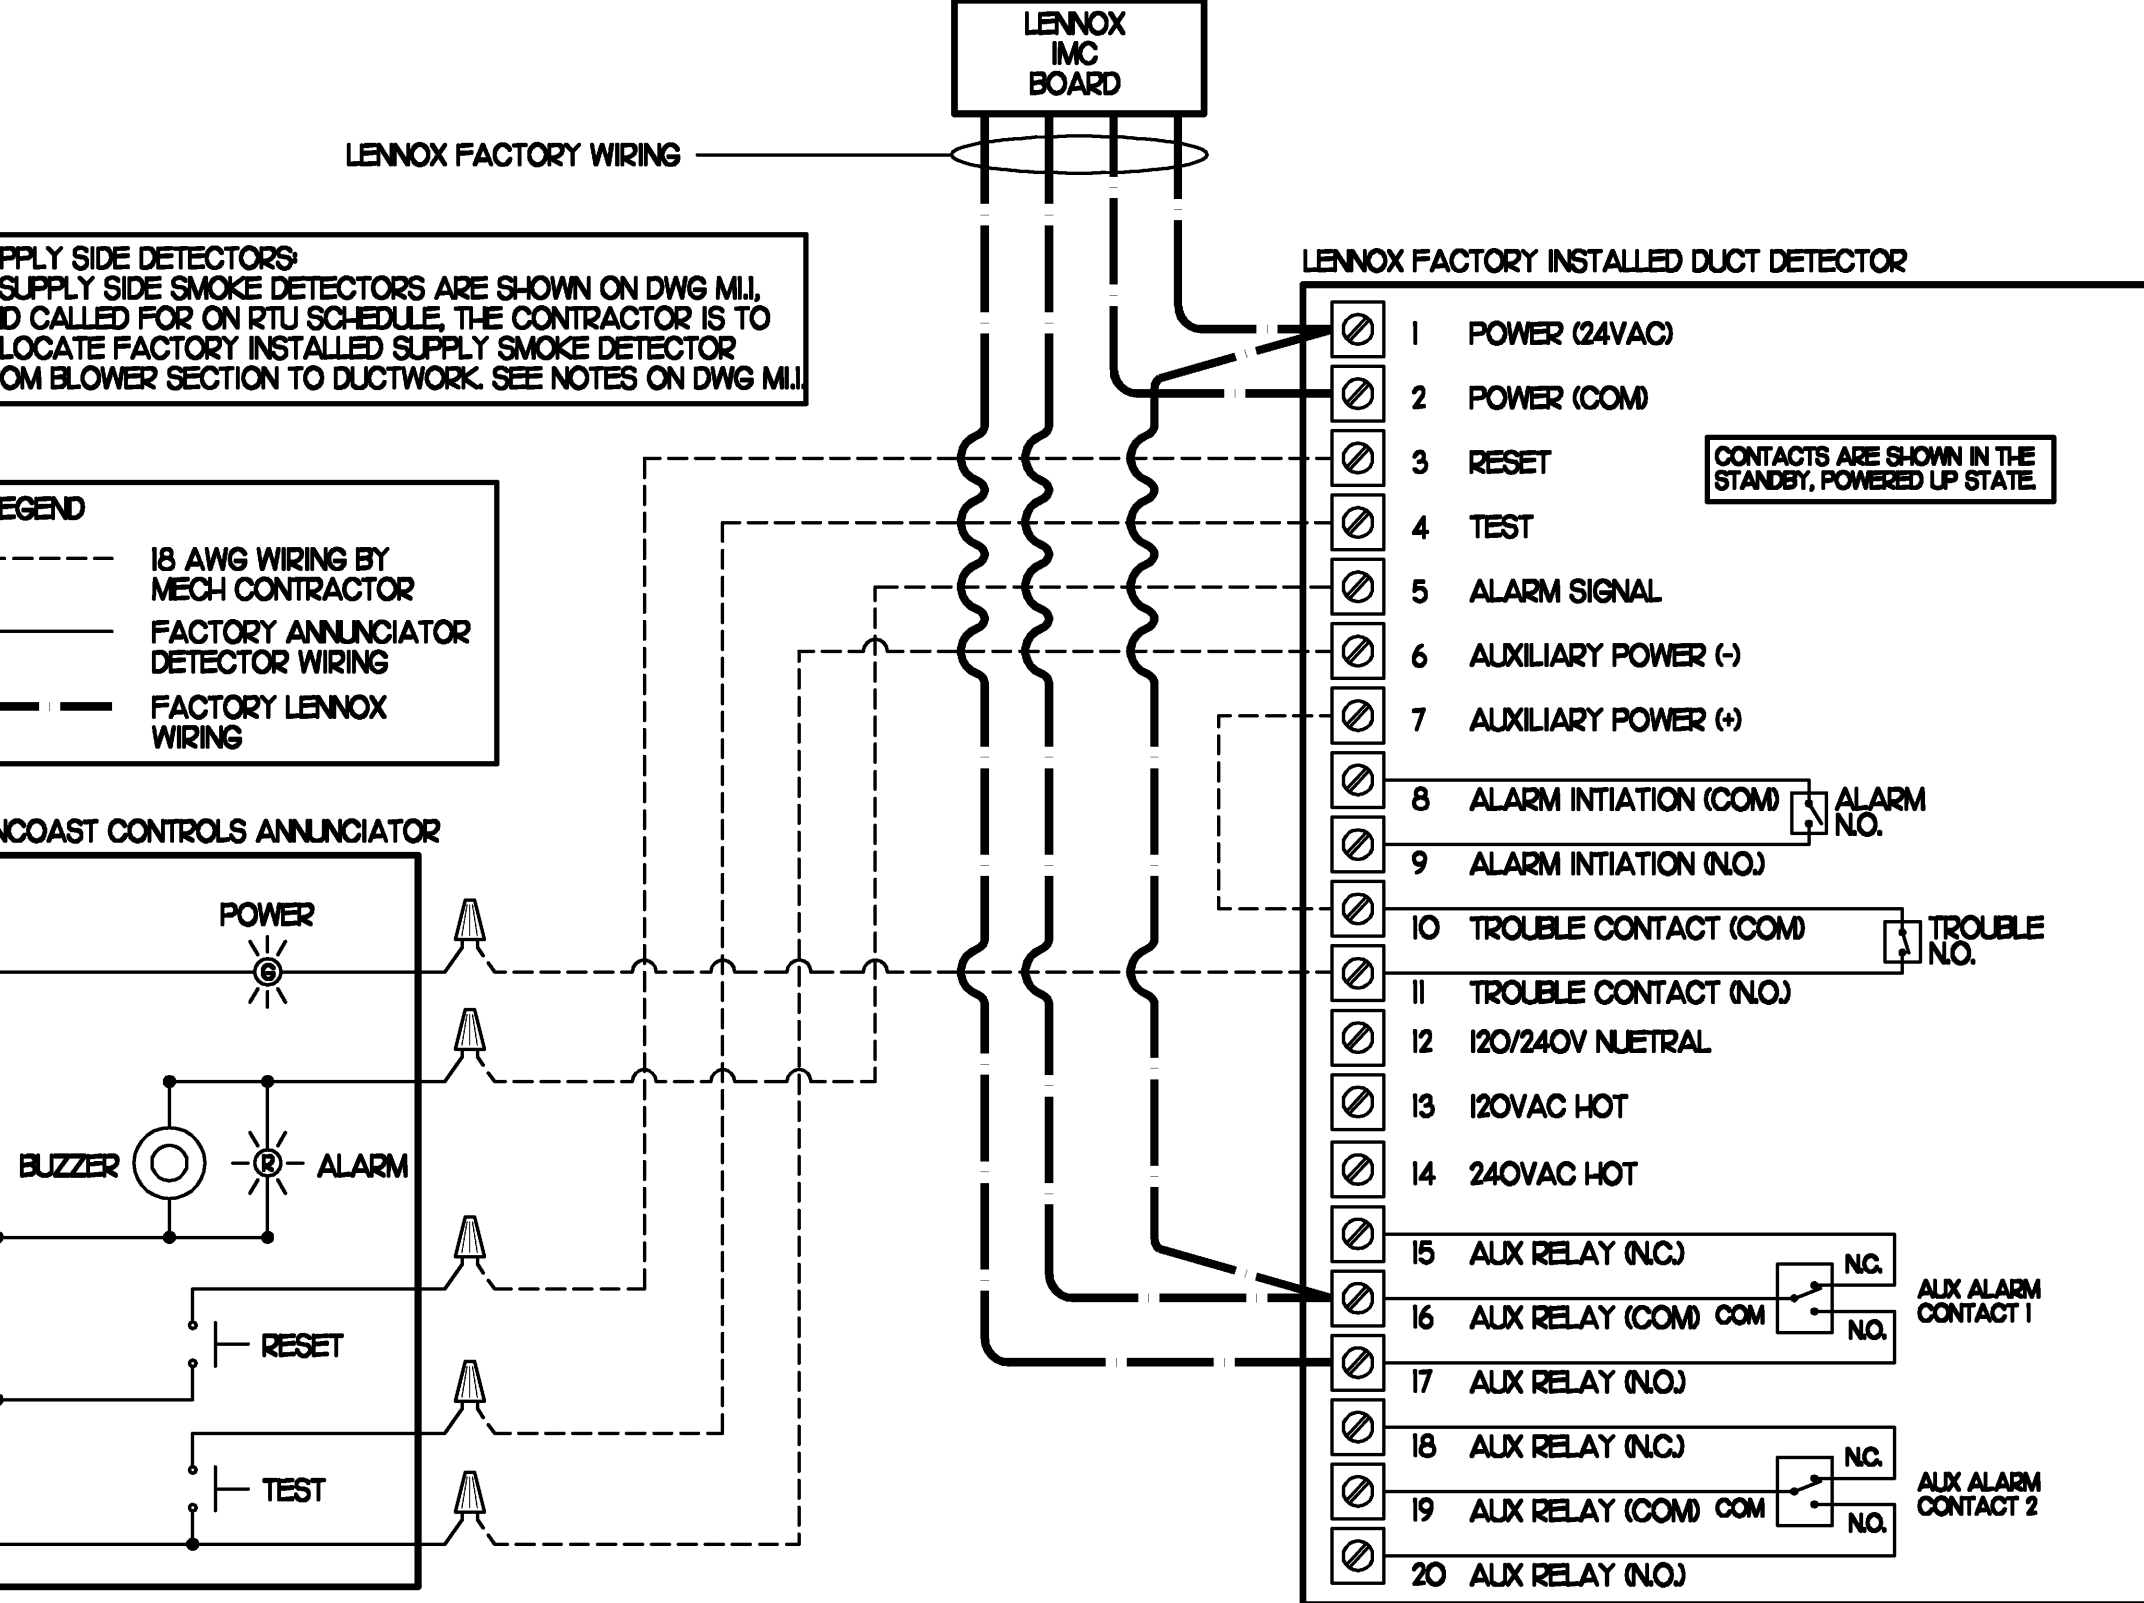 LENNOX
IMC
BOARD
LENNOX FACTORY WIRING
PPLY SIDE DETECTORS:
SUPPLY SIDE SMOKE DETECTORS ARE SHOWN ON DWG M1.1,
D CALLED FOR ON RTU SCHEDULE, THE CONTRACTOR IS TO
LOCATE FACTORY INSTALLED SUPPLY SMOKE DETECTOR
OM BLOWER SECTION TO DUCTWORK. SEE NOTES ON DWG M1.1.
EGEND
18 AWG WIRING BY
MECH CONTRACTOR
FACTORY ANNUNCIATOR
DETECTOR WIRING
FACTORY LENNOX
WIRING
NCOAST CONTROLS ANNUNCIATOR
POWER
G
BUZZER
R
ALARM
RESET
TEST
LENNOX FACTORY INSTALLED DUCT DETECTOR
1 POWER (24VAC)
2 POWER (COM)
3 RESET
CONTACTS ARE SHOWN IN THE
STANDBY, POWERED UP STATE.
4 TEST
5 ALARM SIGNAL
6 AUXILIARY POWER (-)
7 AUXILIARY POWER (+)
8 ALARM INTIATION (COM)
ALARM
N.O.
9 ALARM INTIATION (N.O.)
10 TROUBLE CONTACT (COM)
TROUBLE
N.O.
11 TROUBLE CONTACT (N.O.)
12 120/240V NUETRAL
13 120VAC HOT
14 240VAC HOT
15 AUX RELAY (N.C.)
N.C.
16 AUX RELAY (COM) COM
N.O.
AUX ALARM
CONTACT 1
17 AUX RELAY (N.O.)
18 AUX RELAY (N.C.)
N.C.
19 AUX RELAY (COM) COM
N.O.
AUX ALARM
CONTACT 2
20 AUX RELAY (N.O.)